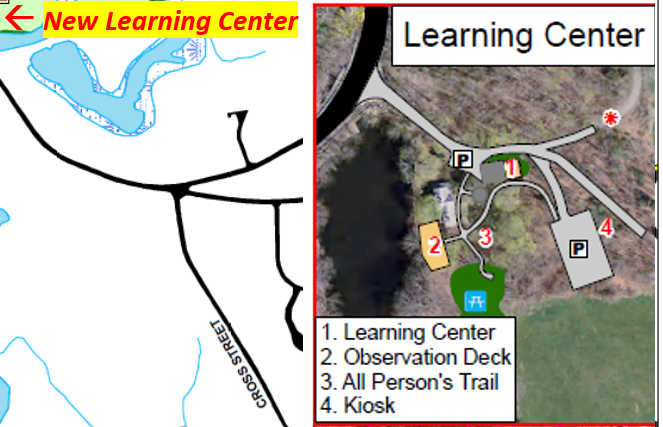 New Learning Center
CROSS STREET
Learning Center
P
1
2
3
4
P
1. Learning Center
2. Observation Deck
3. All Person's Trail
4. Kiosk